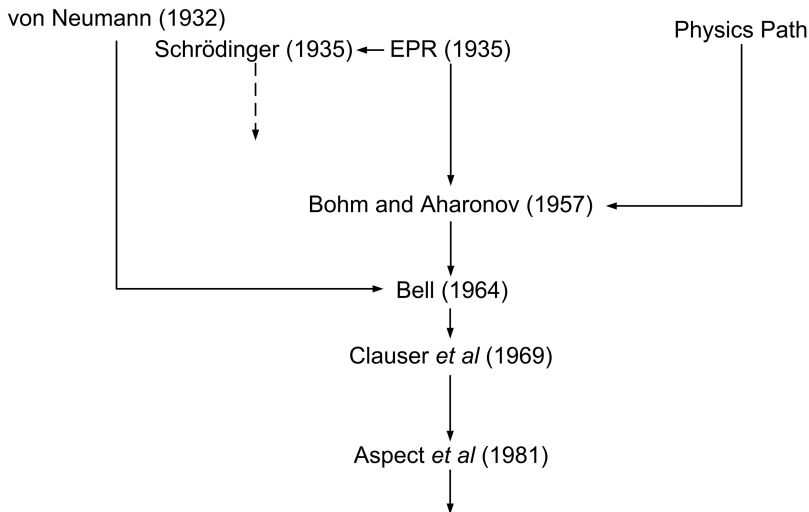 von Neumann (1932)
Physics Path
Schrödinger (1935)
EPR (1935)
Bohm and Aharonov (1957)
Bell (1964)
Clauser et al (1969)
Aspect et al (1981)